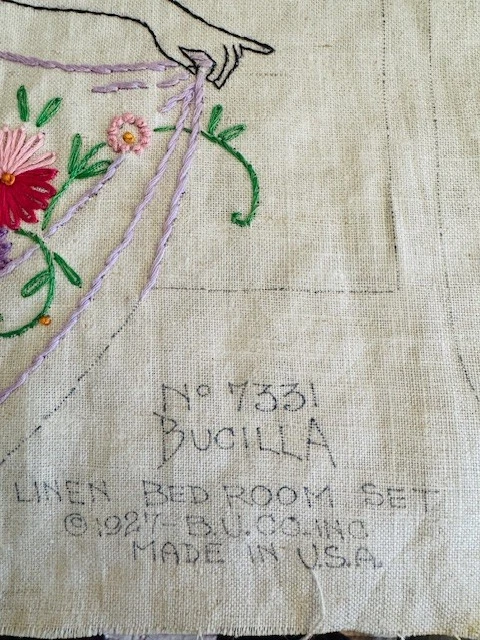 No 7331
BUCILLA
LINEN BED ROOM SET
© 1927 - B.U.CO.INC
MADE IN U.S.A.